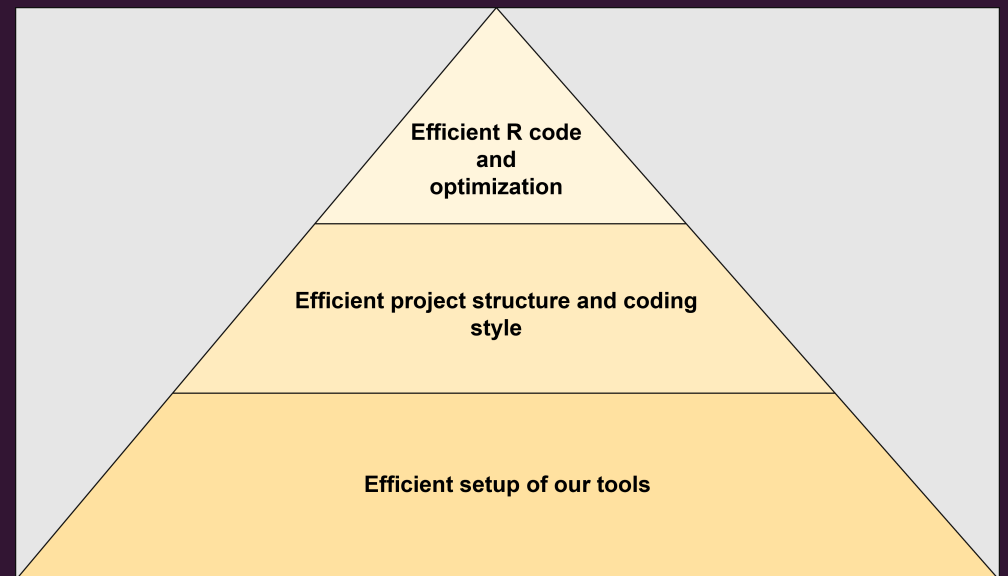 Efficient R code
and
optimization
Efficient project structure and coding
style
Efficient setup of our tools